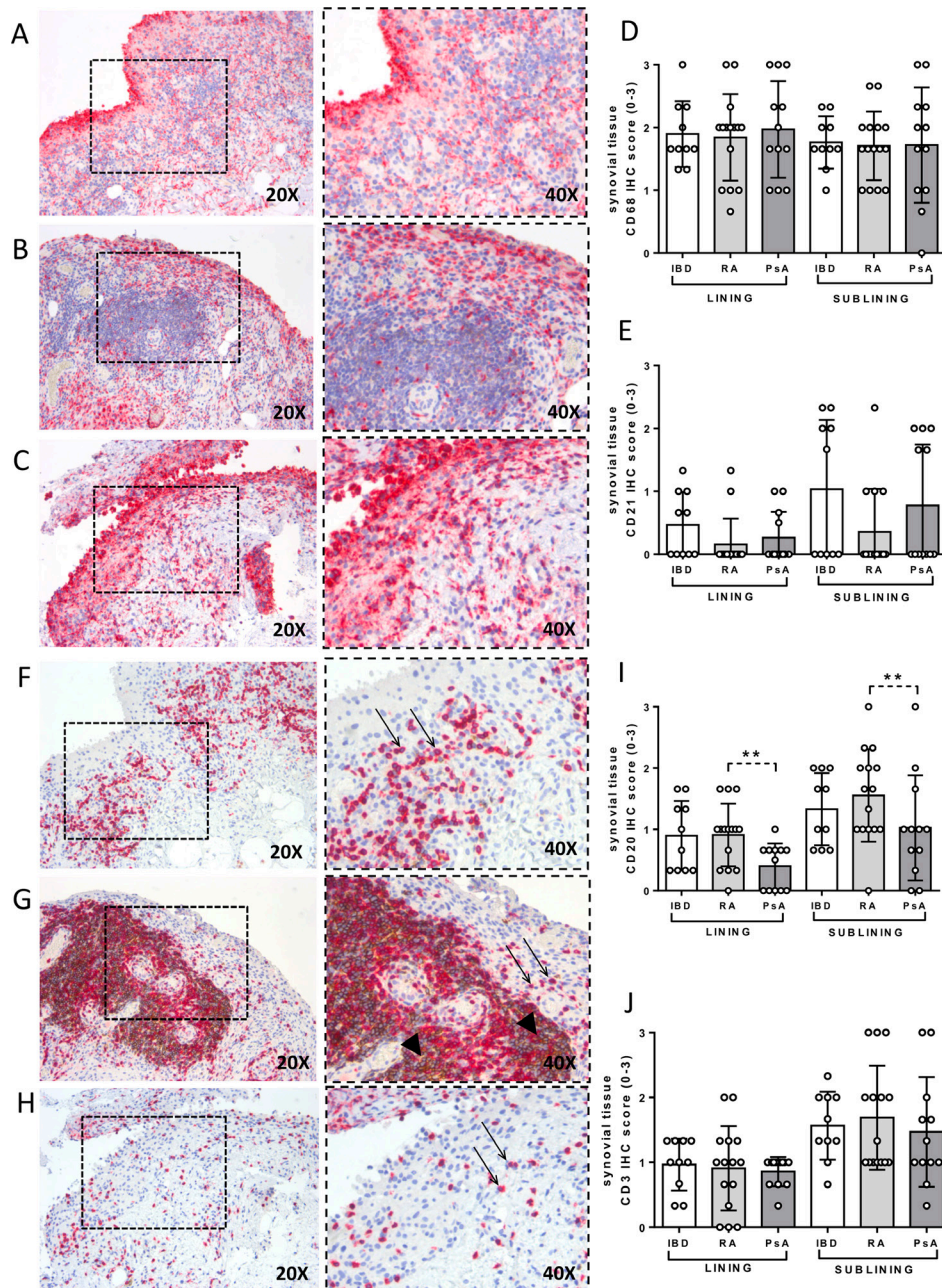 A
20X
40X
B
20X
40X
C
20X
40X
D
synovial tissue
CD68 IHC score (0-3)
3
2
1
0
IBD RA PsA IBD RA PsA
LINING SUBLINING
E
synovial tissue
CD21 IHC score (0-3)
3
2
1
0
IBD RA PsA IBD RA PsA
LINING SUBLINING
F
20X
40X
G
20X
40X
H
20X
40X
I
synovial tissue
CD20 IHC score (0-3)
3
2
1
0
**
**
IBD RA PsA IBD RA PsA
LINING SUBLINING
J
synovial tissue
CD3 IHC score (0-3)
3
2
1
0
IBD RA PsA IBD RA PsA
LINING SUBLINING